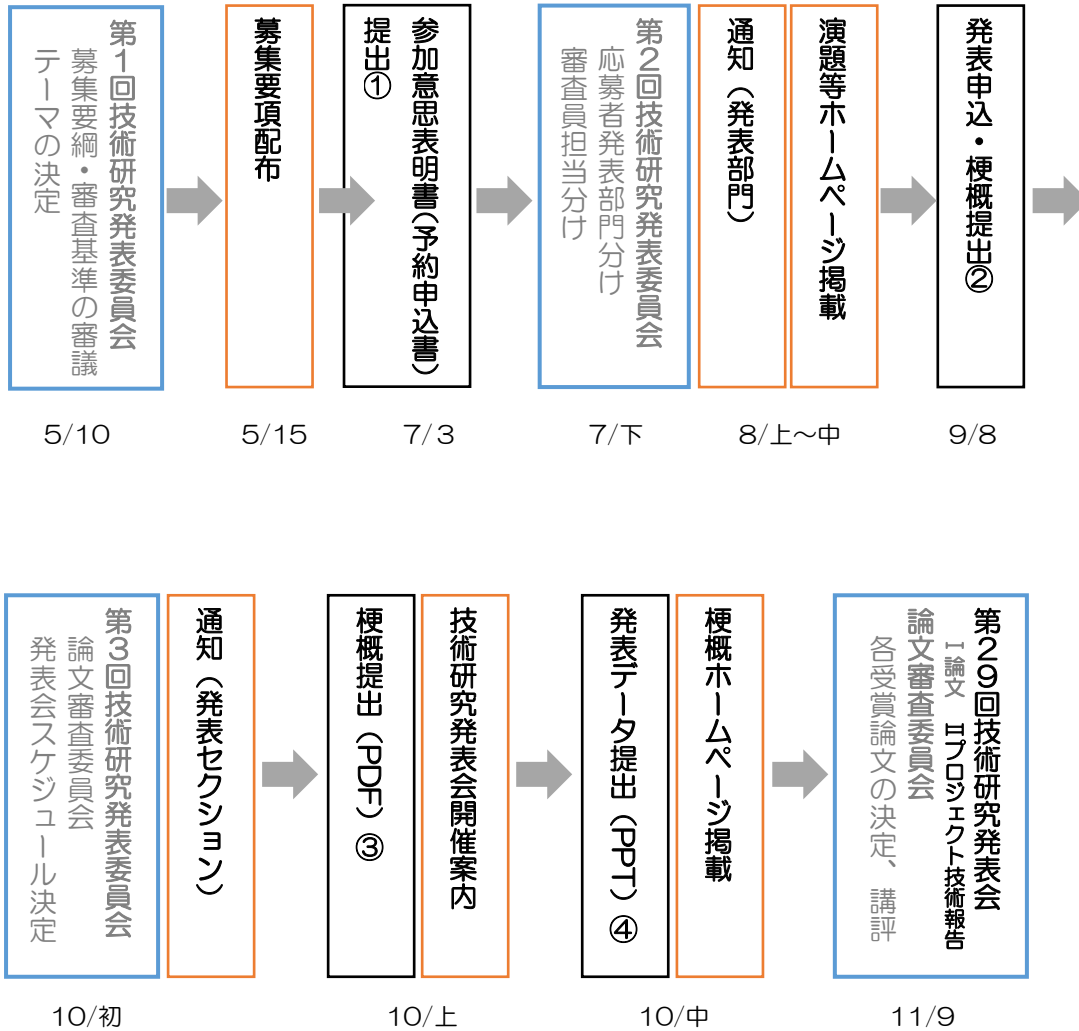 第1回技術研究発表委員会
募集要綱・審査基準の審議
テーマの決定
募集要項配布
参加意思表明書(予約申込書)
提出①
第2回技術研究発表委員会
応募者発表部門分け
審査員担当分け
通知（発表部門）
演題等ホームページ掲載
発表申込・梗概提出②
5/10
5/15
7/3
7/下
8/上～中
9/8
第3回技術研究発表委員会
論文審査委員会
発表会スケジュール決定
通知（発表セクション）
梗概提出（PDF）③
技術研究発表会開催案内
発表データ提出（PPT）④
梗概ホームページ掲載
第29回技術研究発表会
Ⅰ論文　Ⅱプロジェクト技術報告
論文審査委員会
各受賞論文の決定、講評
10/初
10/上
10/中
11/9